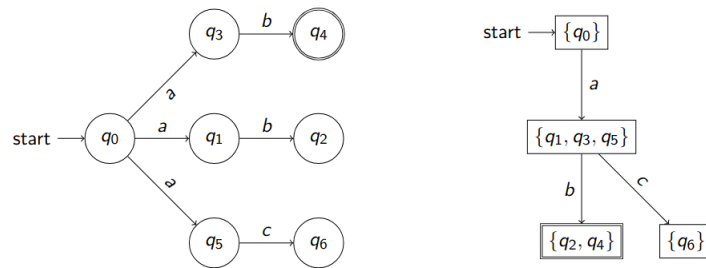 q3
b
q4
a
start
q0
a
q1
b
q2
a
q5
c
q6
start
{q0}
a
{q1, q3, q5}
b
c
{q2, q4}
{q6}